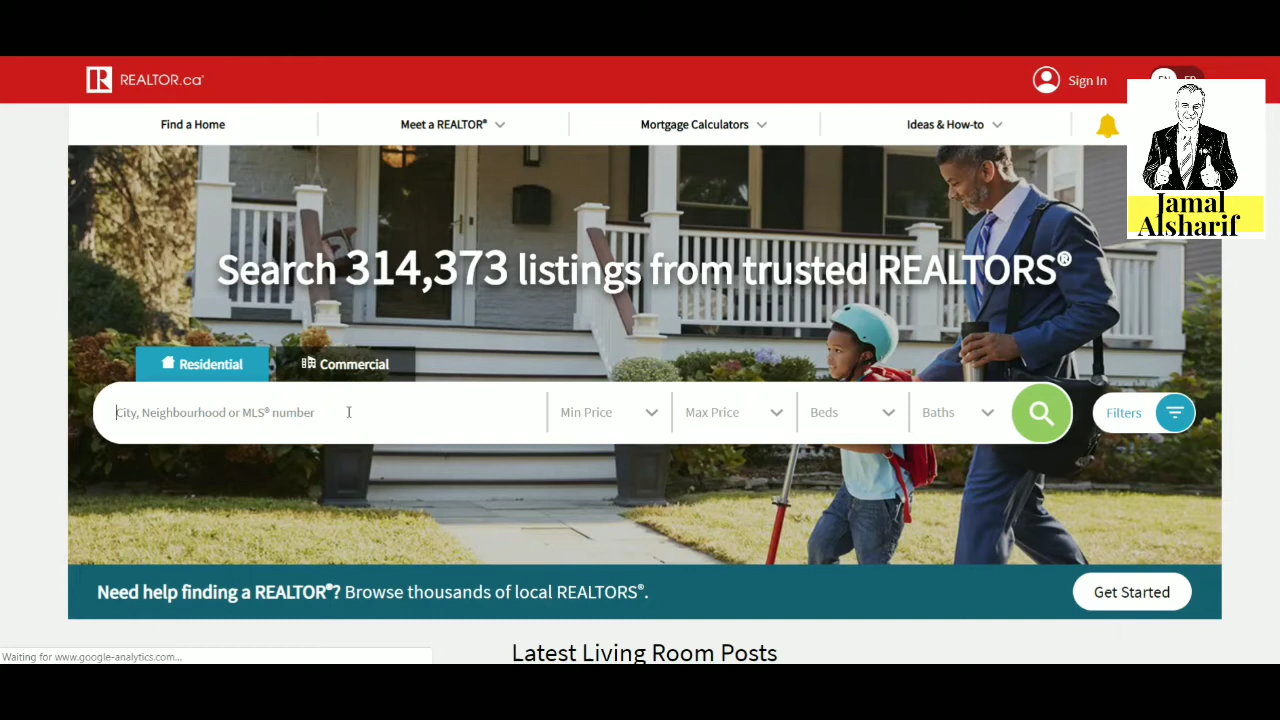 REALTOR.ca®
Sign In
EN
Find a Home
Meet a REALTOR®
Mortgage Calculators
Ideas & How-to
Jamal
Alsharif
Search 314,373 listings from trusted REALTORS®
Residential
Commercial
City, Neighbourhood or MLS® number
Min Price
Max Price
Beds
Baths
Filters
Need help finding a REALTOR®? Browse thousands of local REALTORS®.
Get Started
Latest Living Room Posts
Waiting for www.google-analytics.com...